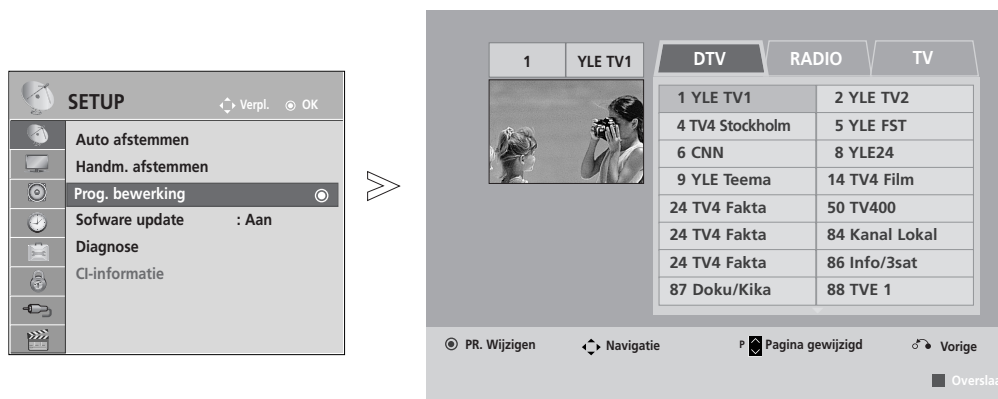 SETUP Verpl. OK
Auto afstemmen
Handm. afstemmen
Prog. bewerking
Sofware update : Aan
Diagnose
CI-informatie
1 YLE TV1
DTV RADIO TV
1 YLE TV1 2 YLE TV2
4 TV4 Stockholm 5 YLE FST
6 CNN 8 YLE24
9 YLE Teema 14 TV4 Film
24 TV4 Fakta 50 TV400
24 TV4 Fakta 84 Kanal Lokal
24 TV4 Fakta 86 Info/3sat
87 Doku/Kika 88 TVE 1
PR. Wijzigen Navigatie P Pagina gewijzigd Vorige
Overslaa